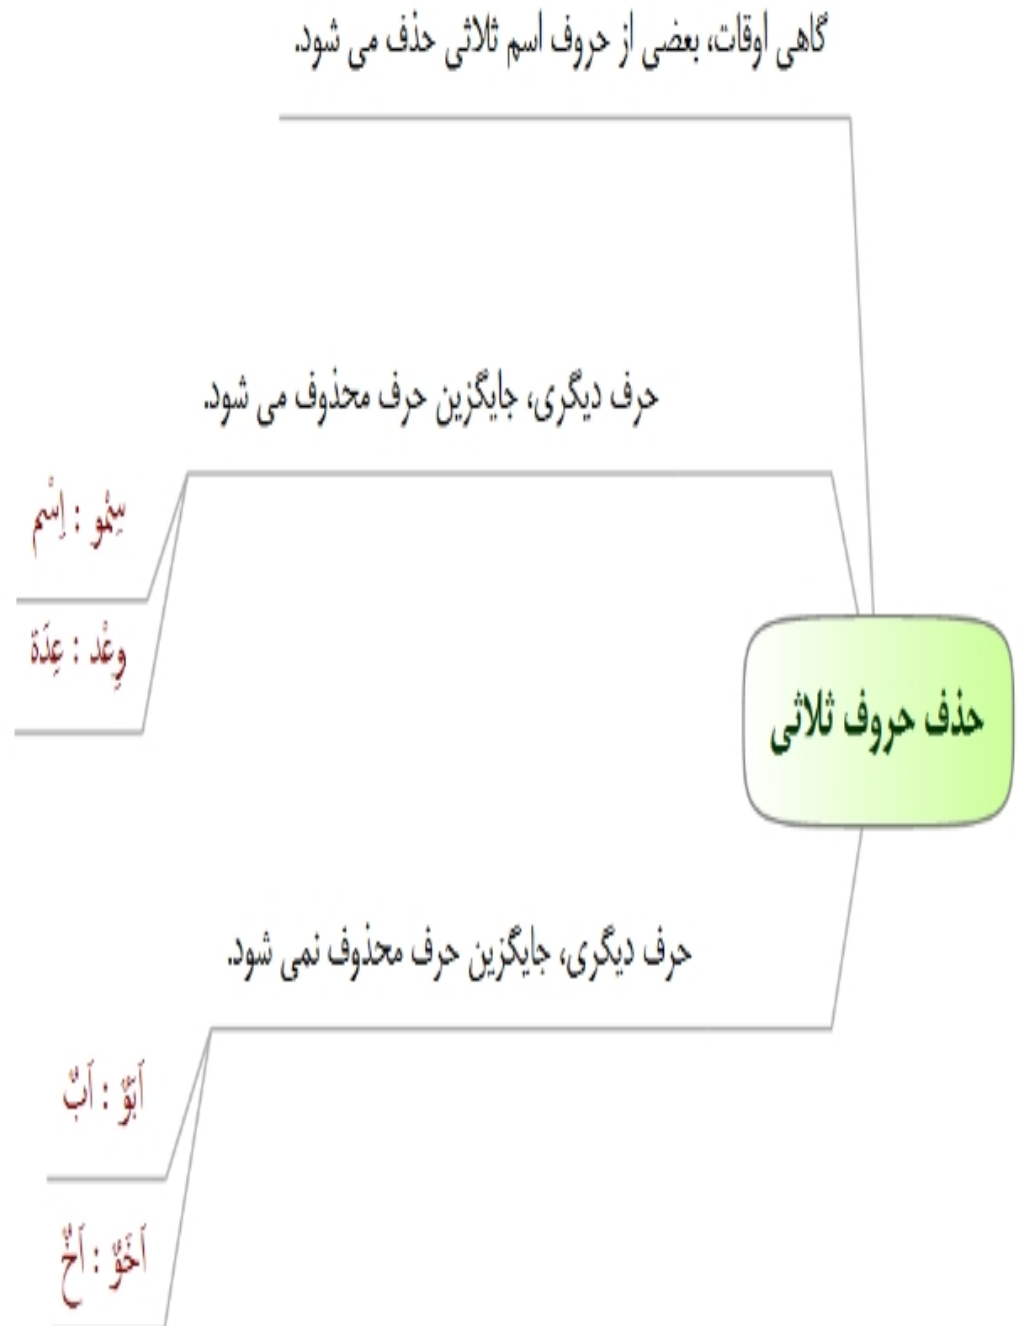 گاهی اوقات، بعضی از حروف اسم ثلاثی حذف می شود.
حرف دیگری، جایگزین حرف محذوف می شود.
سِمْو : اِسْم
وِعْد : عِدَة
حذف حروف ثلاثی
حرف دیگری، جایگزین حرف محذوف نمی شود.
اَبَوٌ : اَبٌ
اَخَوٌ : اَخٌ